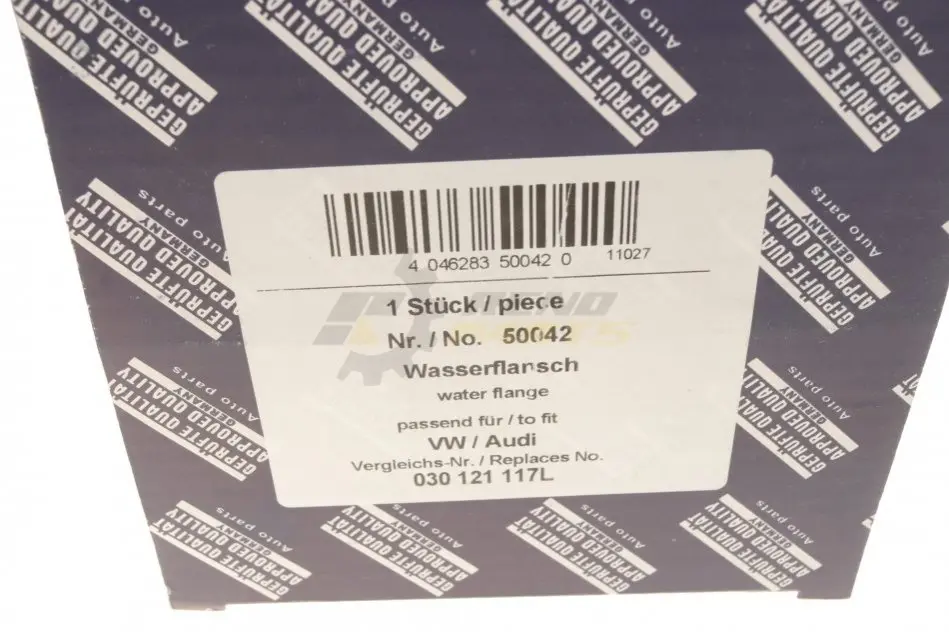 GEPRÜFTE QUALITÄT
APPROVED QUALITY
GERMANY
Auto parts
4 046283 50042 0
11027
1 Stück / piece
Nr. / No. 50042
Wasserflansch
water flange
passend für / to fit
VW / Audi
Vergleichs-Nr. / Replaces No.
030 121 117L